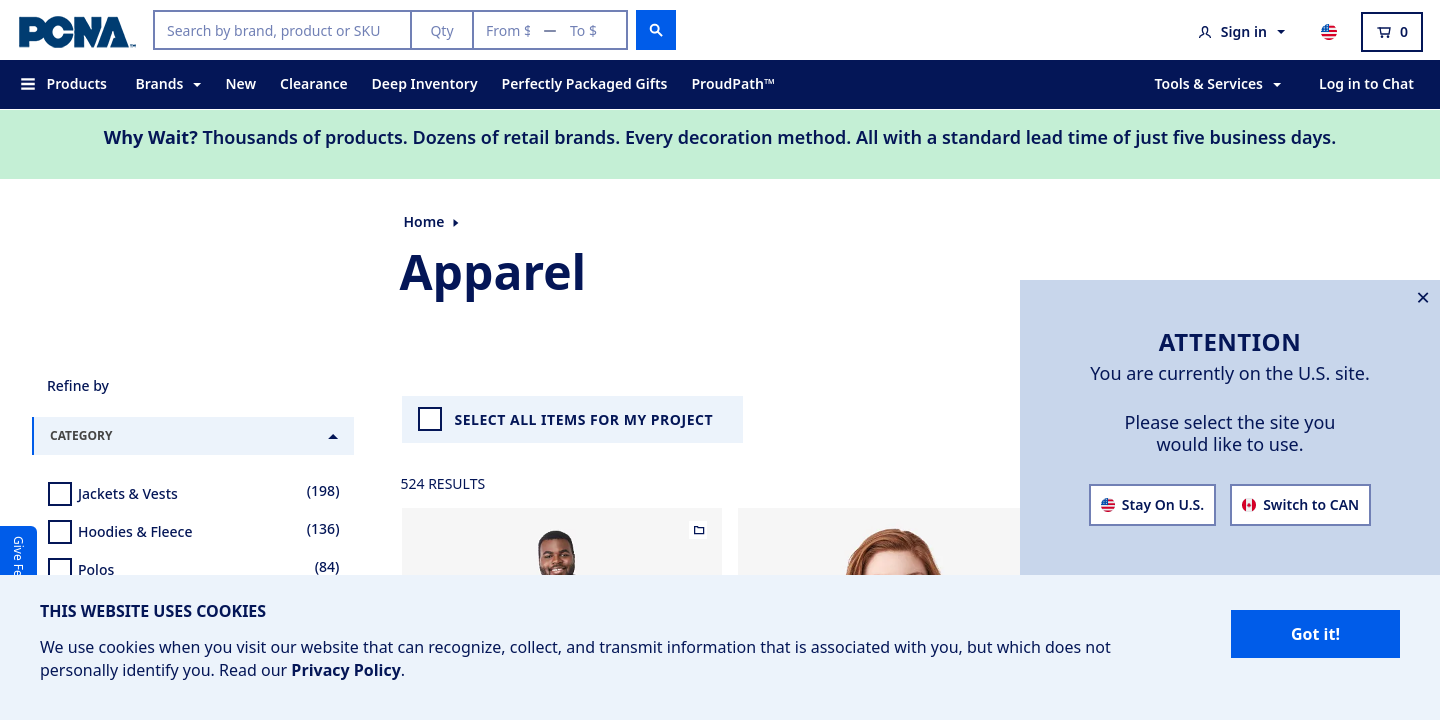 PCNA™
Search by brand, product or SKU
Qty
From $
To $
Sign in
0
Products
Brands
New
Clearance
Deep Inventory
Perfectly Packaged Gifts
ProudPath™
Tools & Services
Log in to Chat
Why Wait? Thousands of products. Dozens of retail brands. Every decoration method. All with a standard lead time of just five business days.
Home
Apparel
ATTENTION
You are currently on the U.S. site.
Please select the site you
would like to use.
Stay On U.S.
Switch to CAN
Refine by
CATEGORY
Jackets & Vests (198)
Hoodies & Fleece (136)
Polos (84)
SELECT ALL ITEMS FOR MY PROJECT
524 RESULTS
Give
THIS WEBSITE USES COOKIES
We use cookies when you visit our website that can recognize, collect, and transmit information that is associated with you, but which does not
personally identify you. Read our Privacy Policy.
Got it!